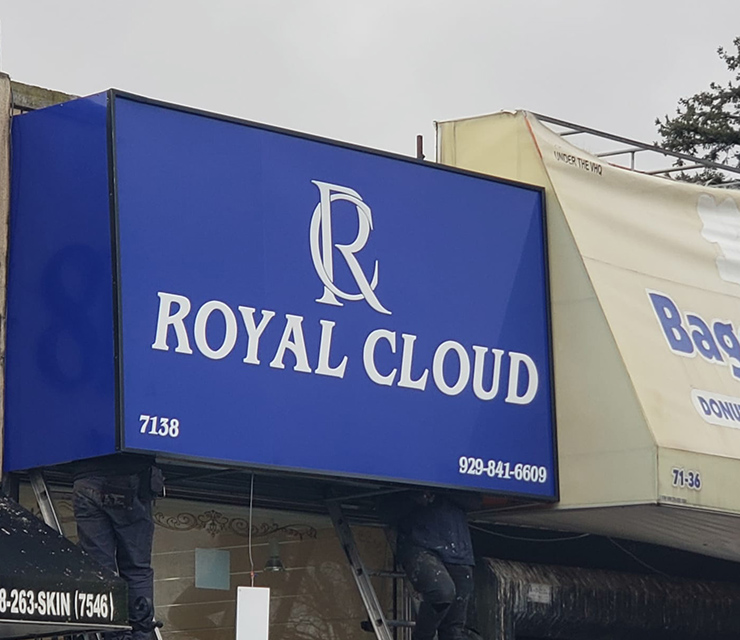 RC
ROYAL CLOUD
7138
929-841-6609
UNDER THE VHQ
Bag
DONU
71-36
8-263-SKIN (7546)